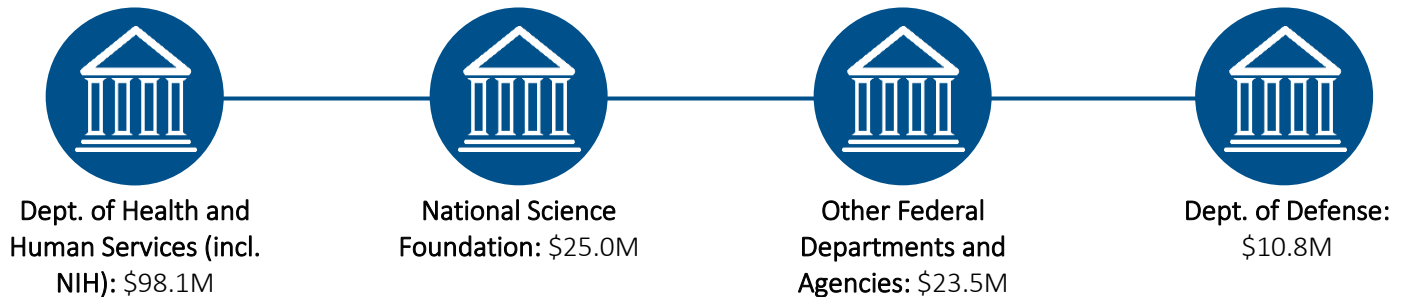 Dept. of Health and
Human Services (incl.
NIH): $98.1M
National Science
Foundation: $25.0M
Other Federal
Departments and
Agencies: $23.5M
Dept. of Defense:
$10.8M